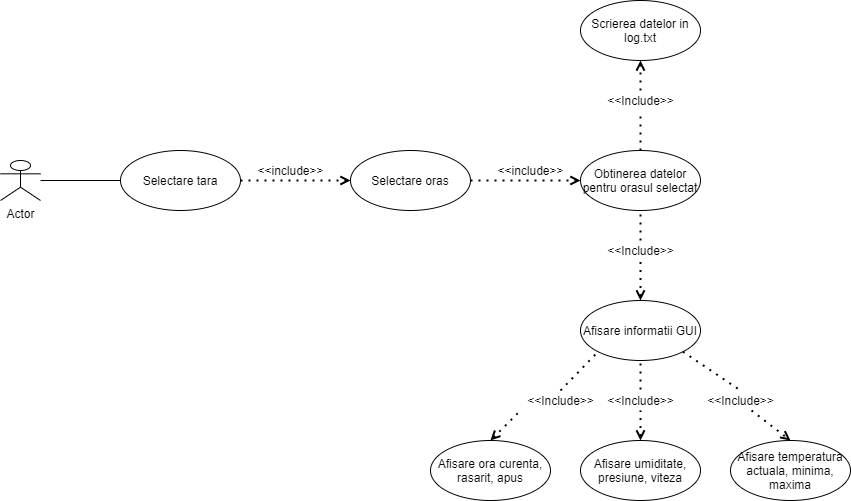 Scrierea datelor in
log.txt
<<Include>>
Actor
Selectare tara
<<include>>
Selectare oras
<<include>>
Obtinerea datelor
pentru orasul selectat
<<Include>>
Afisare informatii GUI
<<Include>>
<<Include>>
<<Include>>
Afisare ora curenta,
rasarit, apus
Afisare umiditate,
presiune, viteza
Afisare temperatura
actuala, minima,
maxima